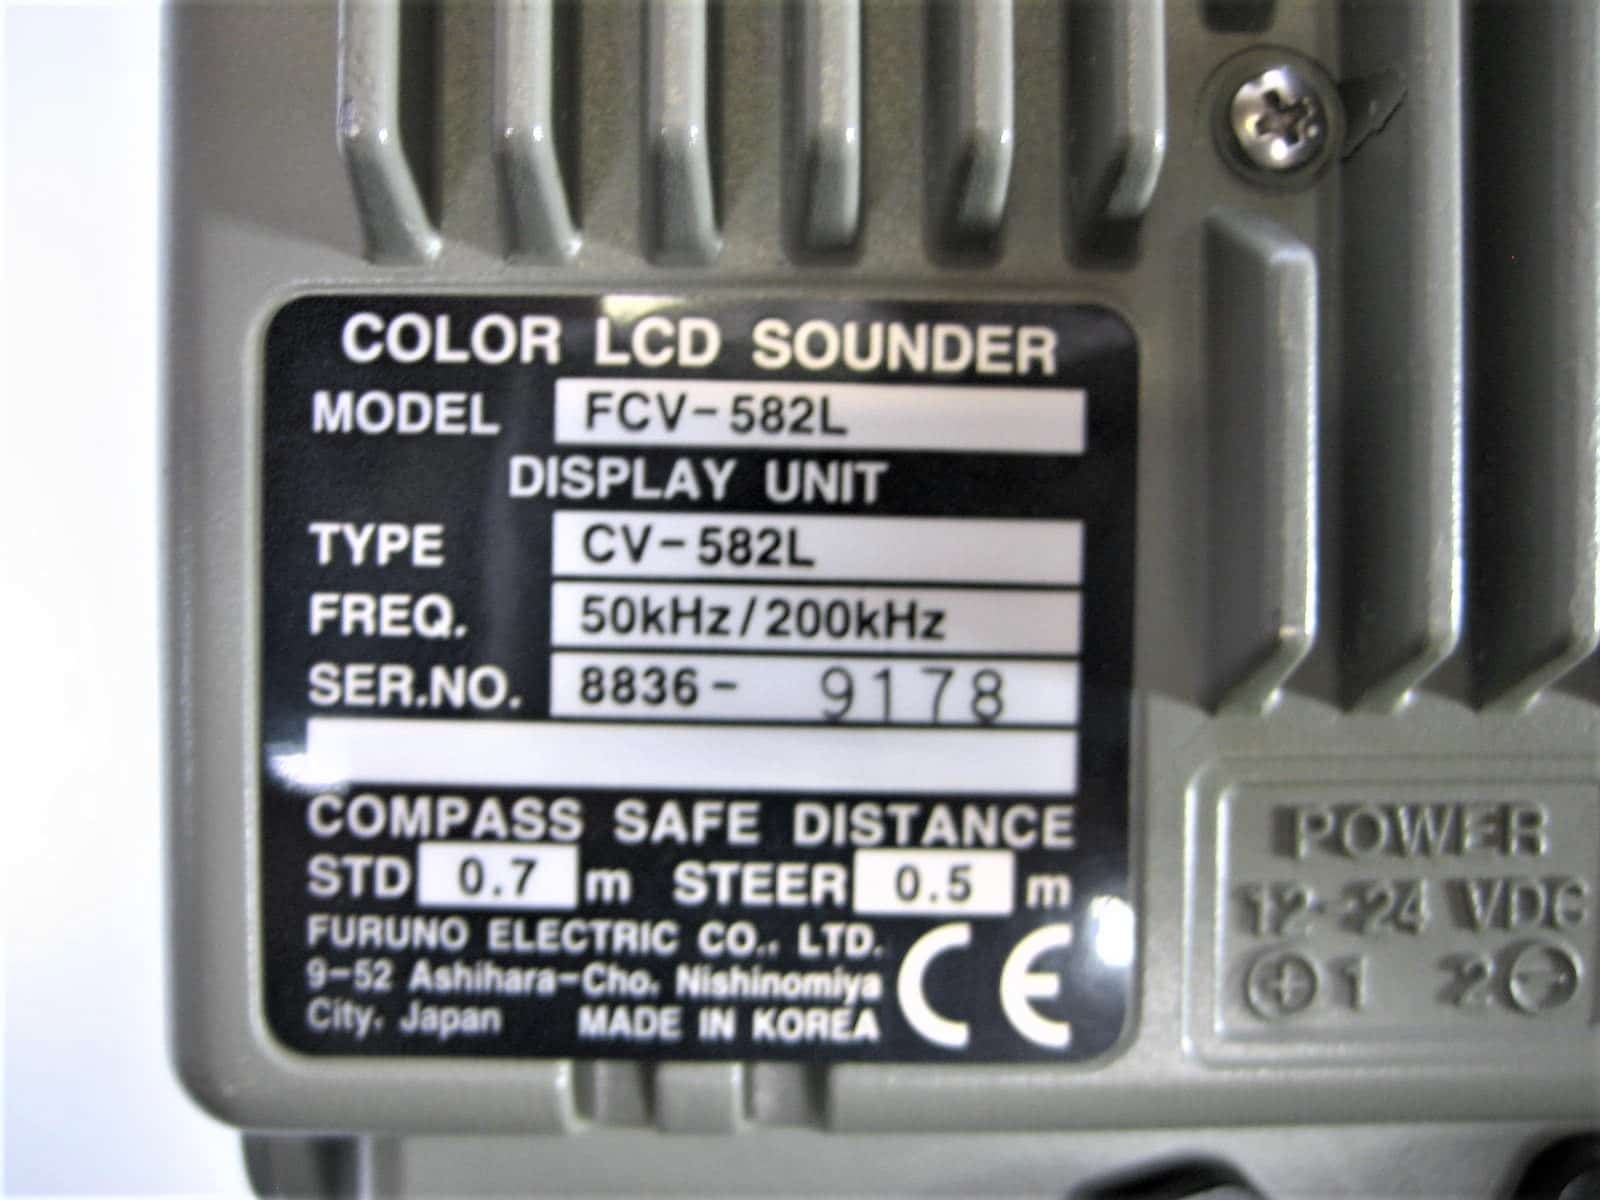 COLOR LCD SOUNDER
MODEL FCV-582L
DISPLAY UNIT
TYPE CV-582L
FREQ. 50kHz/200kHz
SER.NO. 8836- 9178
COMPASS SAFE DISTANCE
STD 0.7 m STEER 0.5 m
FURUNO ELECTRIC CO., LTD.
9-52 Ashihara-Cho, Nishinomiya
City, Japan MADE IN KOREA
CE
POWER
12-24 VDC
⊕1 2⊖